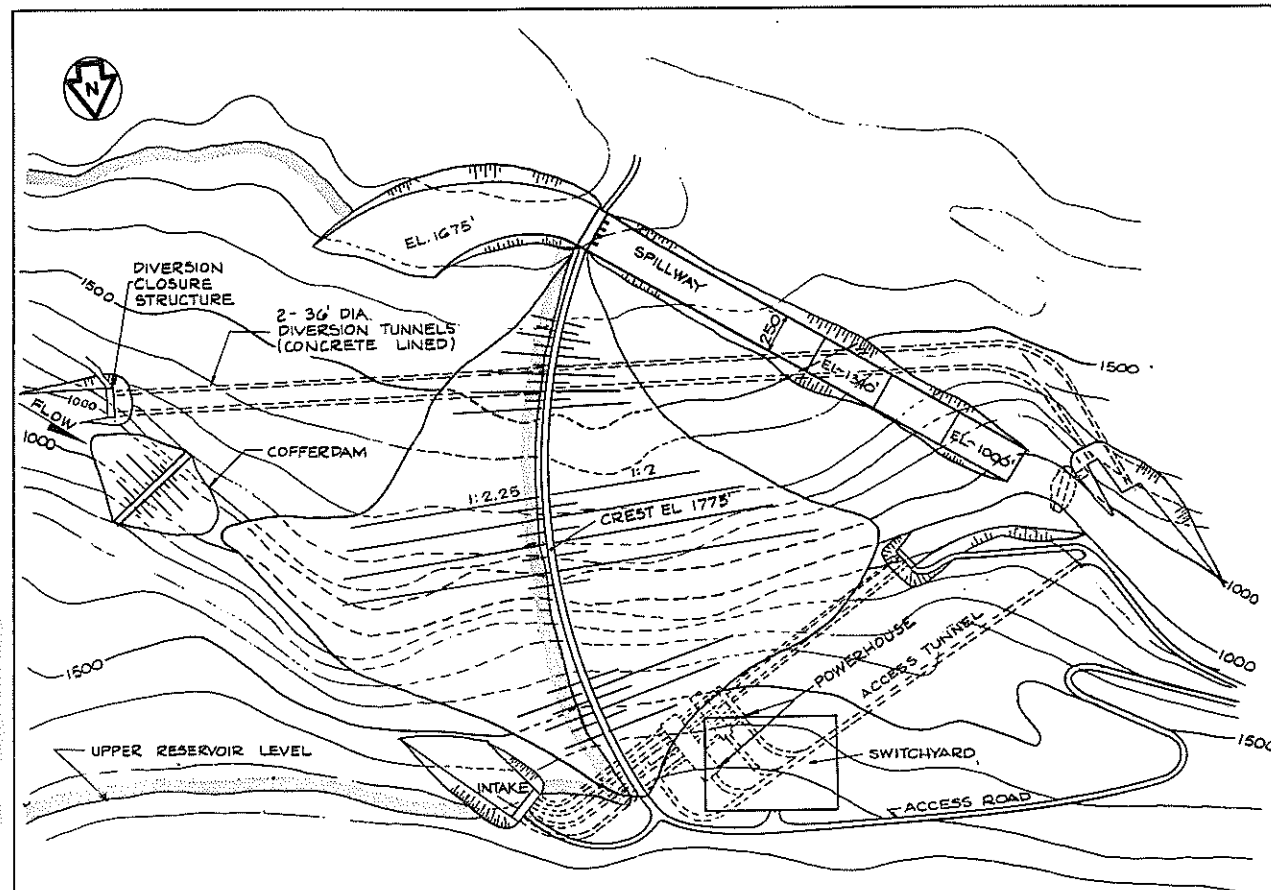 N
EL. 1675'
SPILLWAY
250'
EL-1340'
EL-1090'
DIVERSION
CLOSURE
STRUCTURE
1500
2- 36' DIA.
DIVERSION TUNNELS
(CONCRETE LINED)
1500
1000
FLOW
1000
COFFERDAM
1:2
1:2.25
CREST EL 1775'
1000
1000
POWERHOUSE
ACCESS TUNNEL
1500
1500
UPPER RESERVOIR LEVEL
INTAKE
SWITCHYARD
ACCESS ROAD